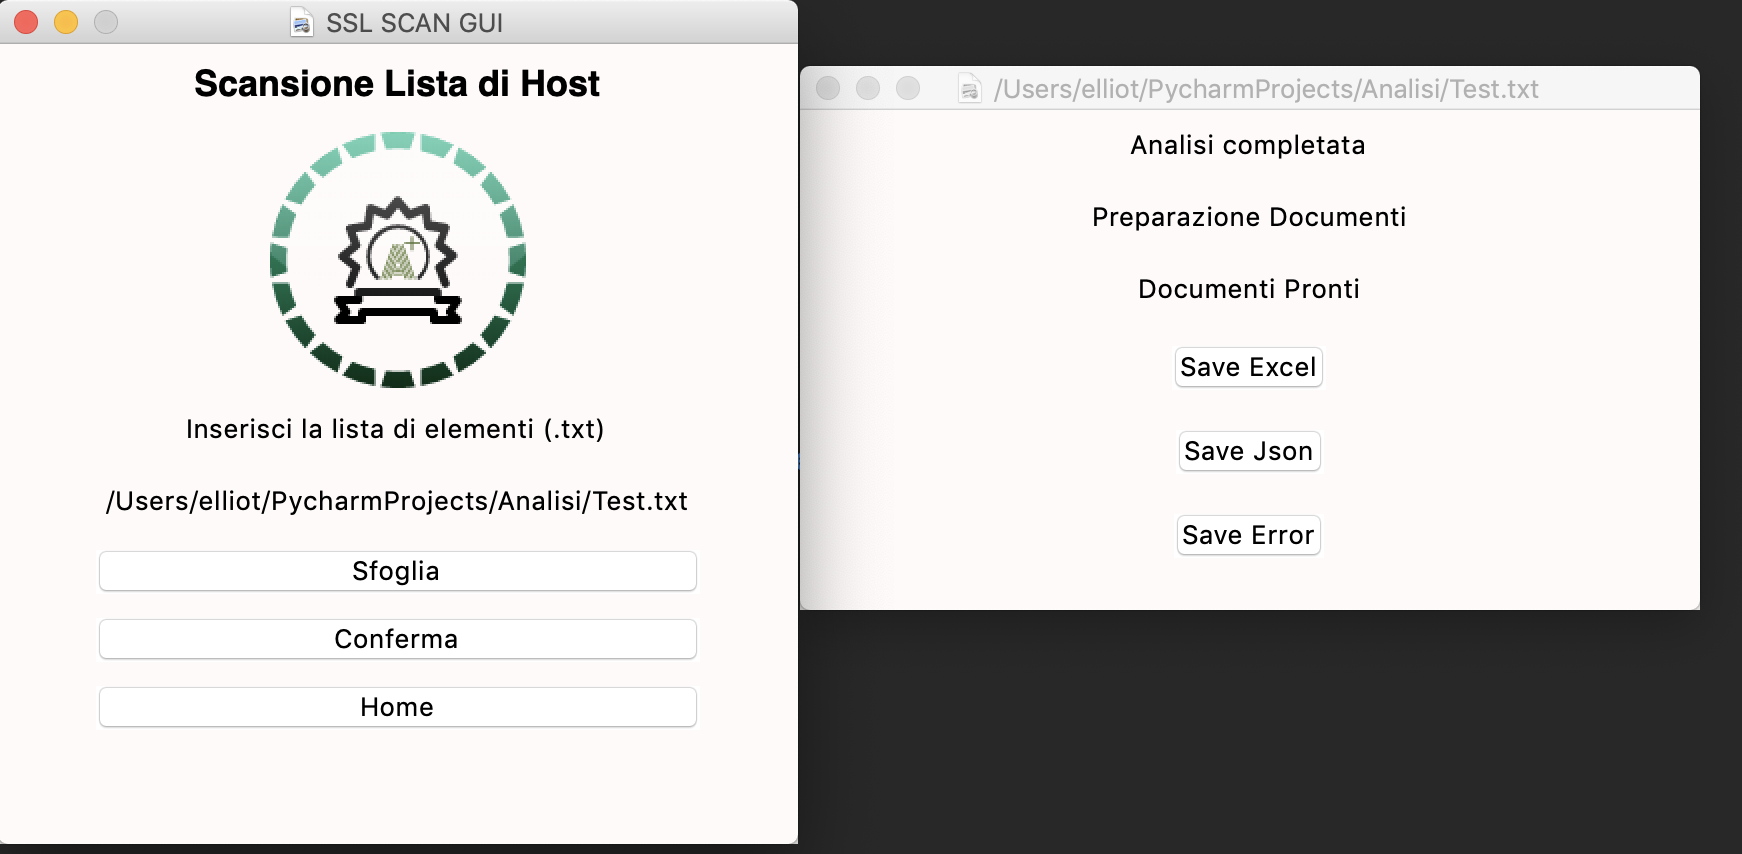 SSL SCAN GUI
Scansione Lista di Host
A+
Inserisci la lista di elementi (.txt)
/Users/elliot/PycharmProjects/Analisi/Test.txt
Sfoglia
Conferma
Home
/Users/elliot/PycharmProjects/Analisi/Test.txt
Analisi completata
Preparazione Documenti
Documenti Pronti
Save Excel
Save Json
Save Error